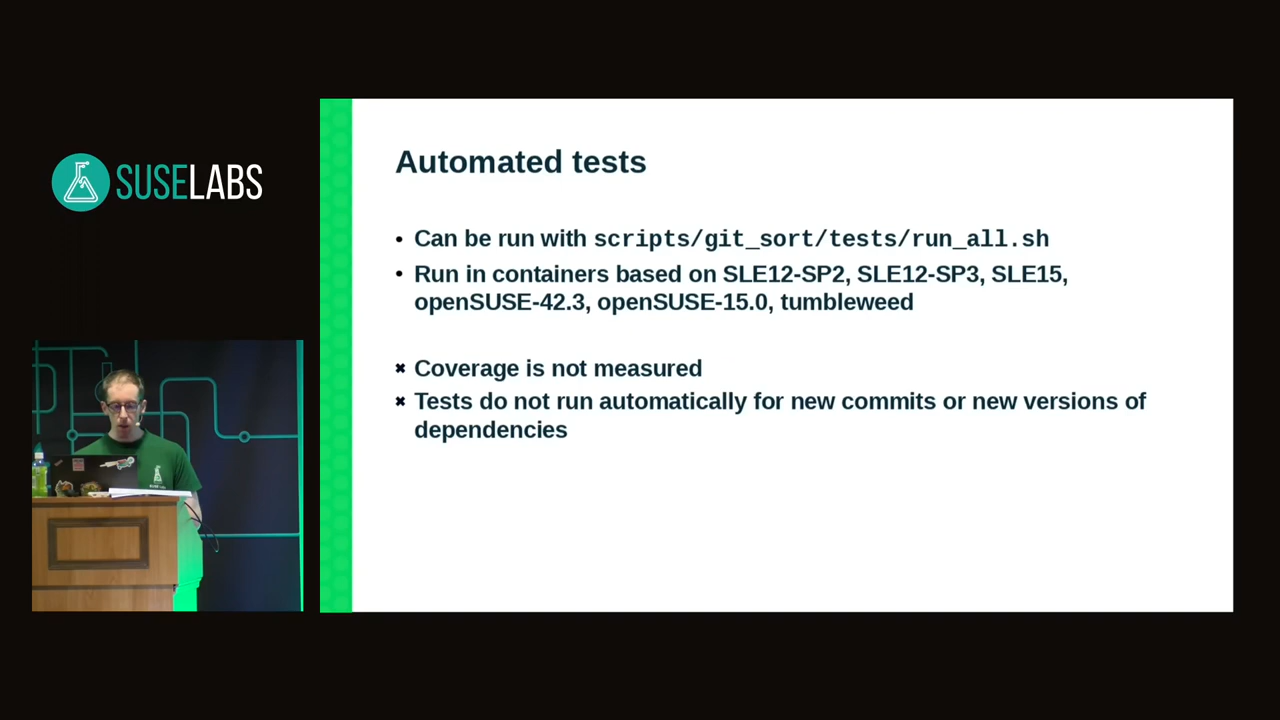 SUSELABS
Automated tests
• Can be run with scripts/git_sort/tests/run_all.sh
• Run in containers based on SLE12-SP2, SLE12-SP3, SLE15,
openSUSE-42.3, openSUSE-15.0, tumbleweed
✖ Coverage is not measured
✖ Tests do not run automatically for new commits or new versions of
dependencies